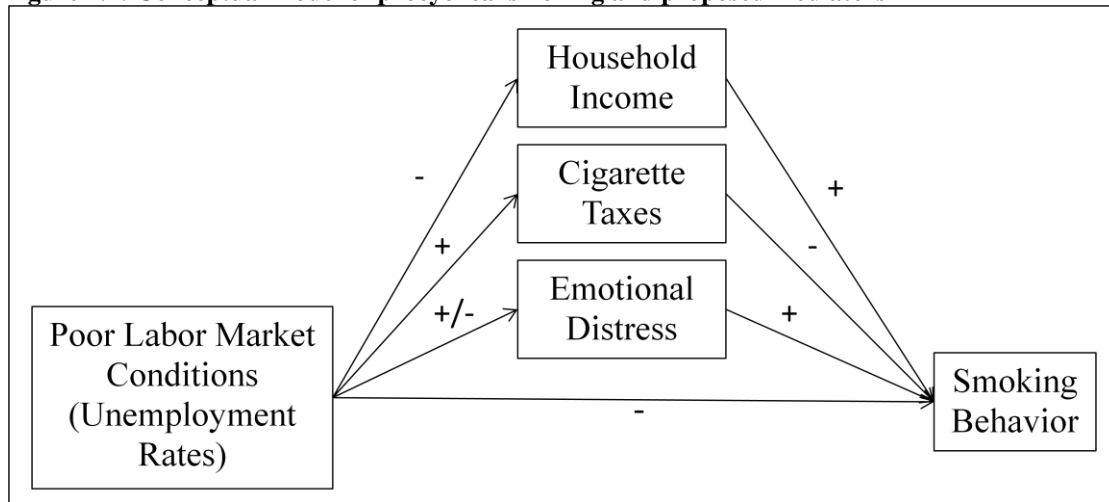 Household
Income
-
+
Cigarette
Taxes
-
+
+/-
Emotional
Distress
+
Poor Labor Market
Conditions
(Unemployment
Rates)
-
Smoking
Behavior